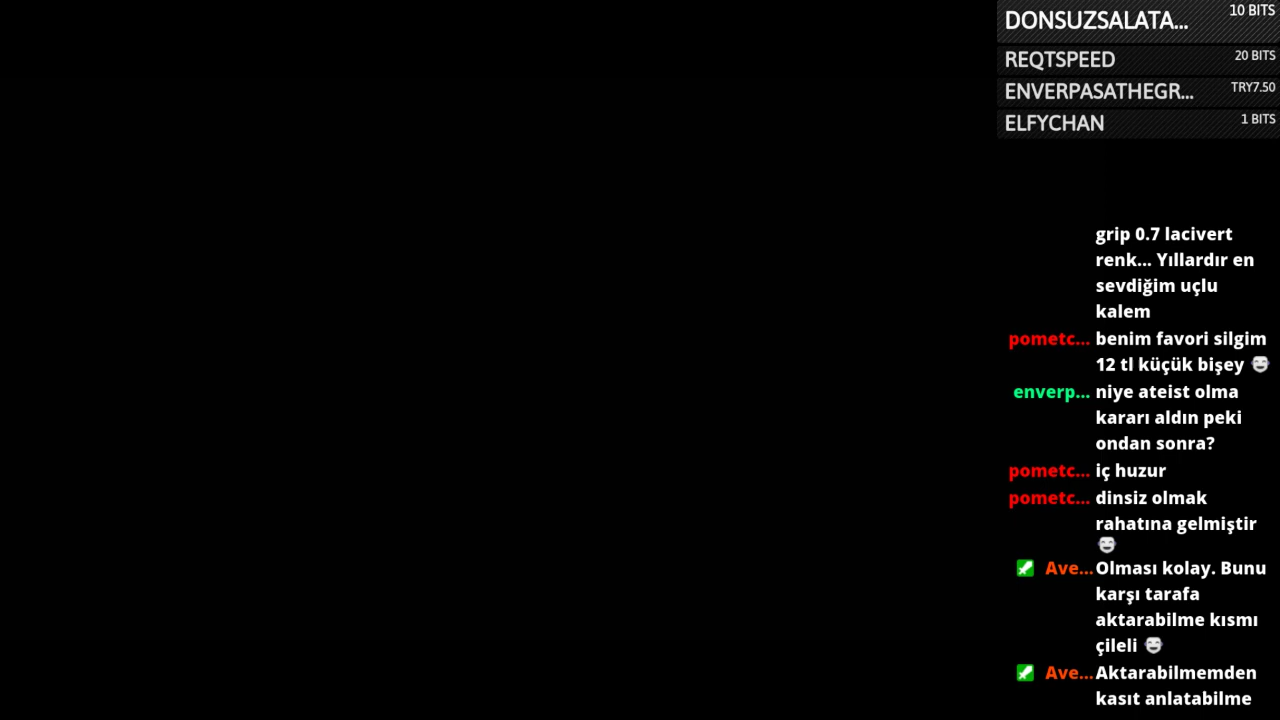 DONSUZSALATA... 10 BITS
REQTSPEED 20 BITS
ENVERPASATHEGR... TRY7.50
ELFYCHAN 1 BITS
grip 0.7 lacivert
renk... Yıllardır en
sevdiğim uçlu
kalem
pometc... benim favori silgim
12 tl küçük bişey
enverp... niye ateist olma
kararı aldın peki
ondan sonra?
pometc... iç huzur
pometc... dinsiz olmak
rahatına gelmiştir
Ave... Olması kolay. Bunu
karşı tarafa
aktarabilme kısmı
çileli
Ave... Aktarabilmemden
kasıt anlatabilme